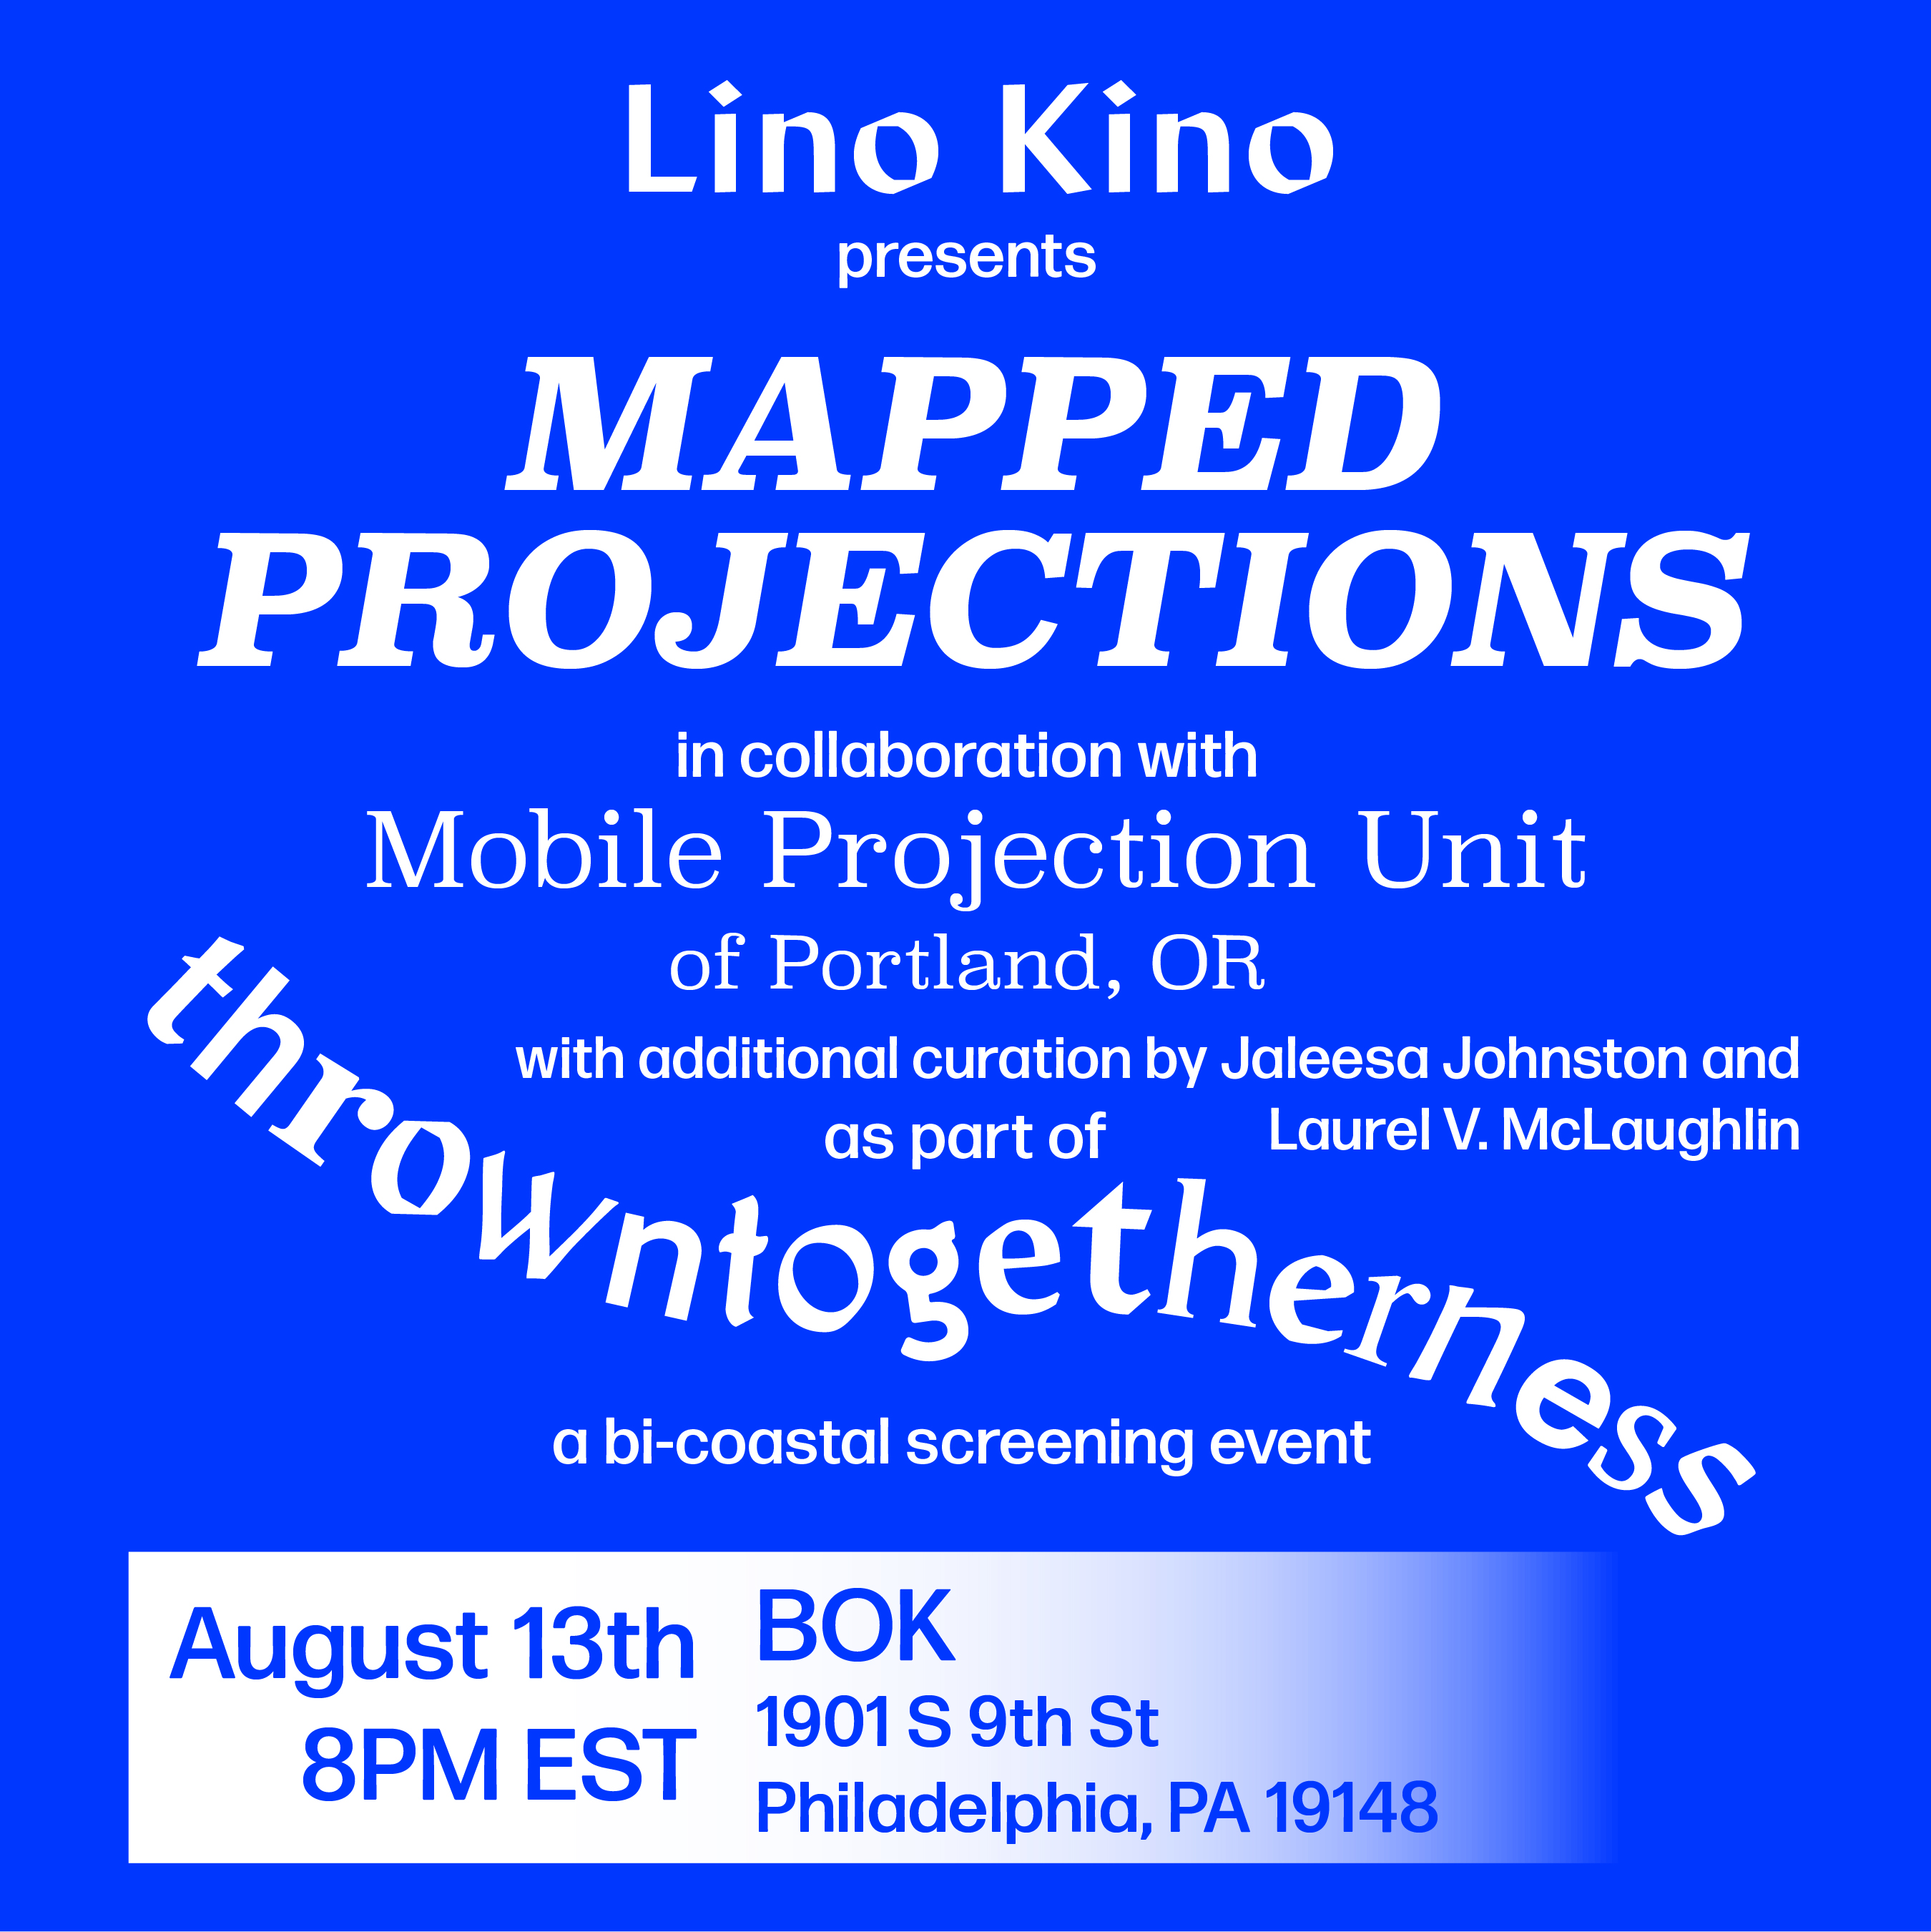 Lino Kino
presents
MAPPED
PROJECTIONS
in collaboration with
Mobile Projection Unit
of Portland, OR
with additional curation by Jaleesa Johnston and
Laurel V. McLaughlin
as part of
throwntogetherness
a bi-coastal screening event
August 13th
8PM EST
BOK
1901 S 9th St
Philadelphia, PA 19148